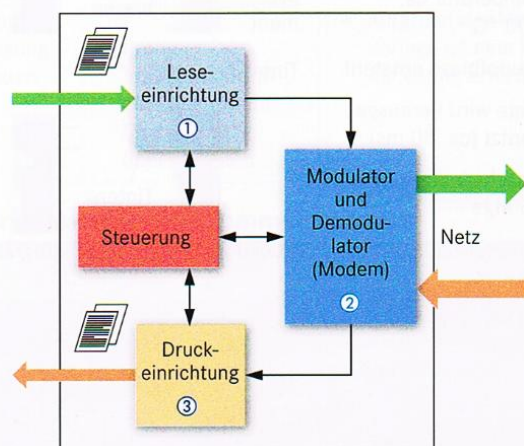 Lese-
einrichtung
①
Modulator
und
Demodu-
lator
(Modem)
②
Netz
Steuerung
Druck-
einrichtung
③